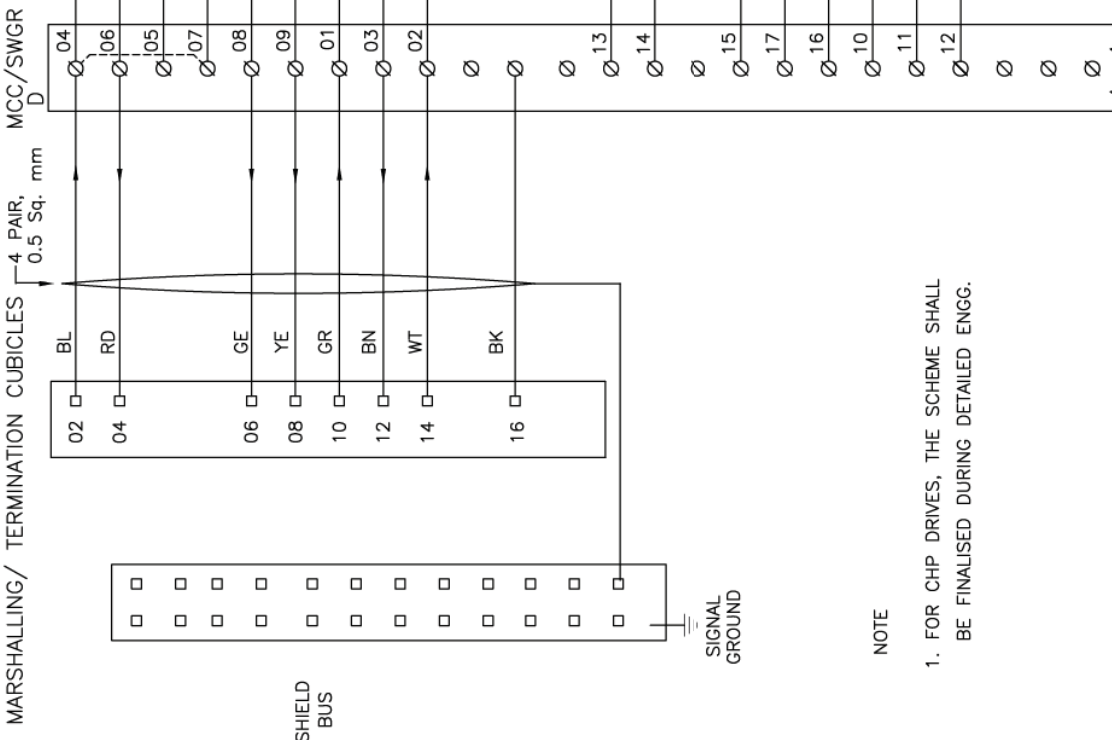 MCC/SWGR
D
04
06
05
07
08
09
01
03
02
13
14
15
17
16
10
11
12
4 PAIR,
0.5 Sq. mm
MARSHALLING/ TERMINATION CUBICLES
BL
RD
GE
YE
GR
BN
WT
BK
02
04
06
08
10
12
14
16
SHIELD
BUS
SIGNAL
GROUND
NOTE
1. FOR CHP DRIVES, THE SCHEME SHALL
BE FINALISED DURING DETAILED ENGG.